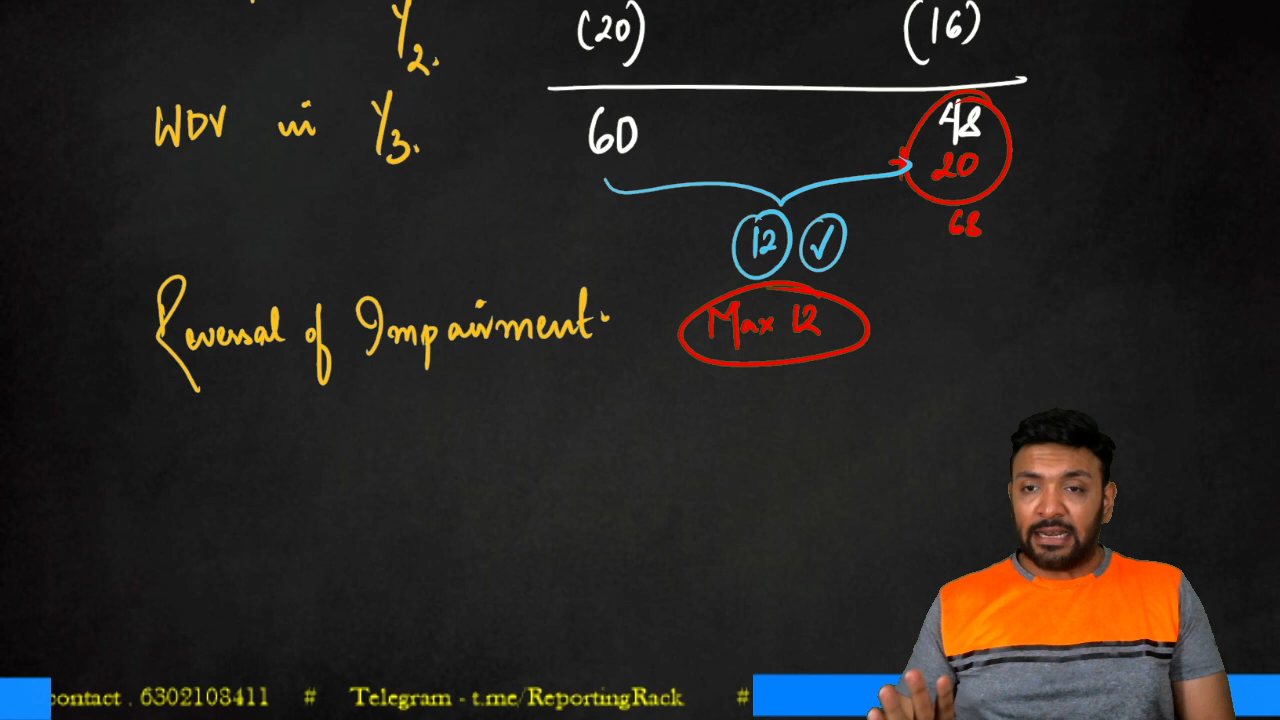 Y2. (20) (16)
WDV in Y3. 60 48
20
68
12 ✓
Reversal of Impairment. Max 12
contact . 6302108411 # Telegram - t.me/ReportingRack #